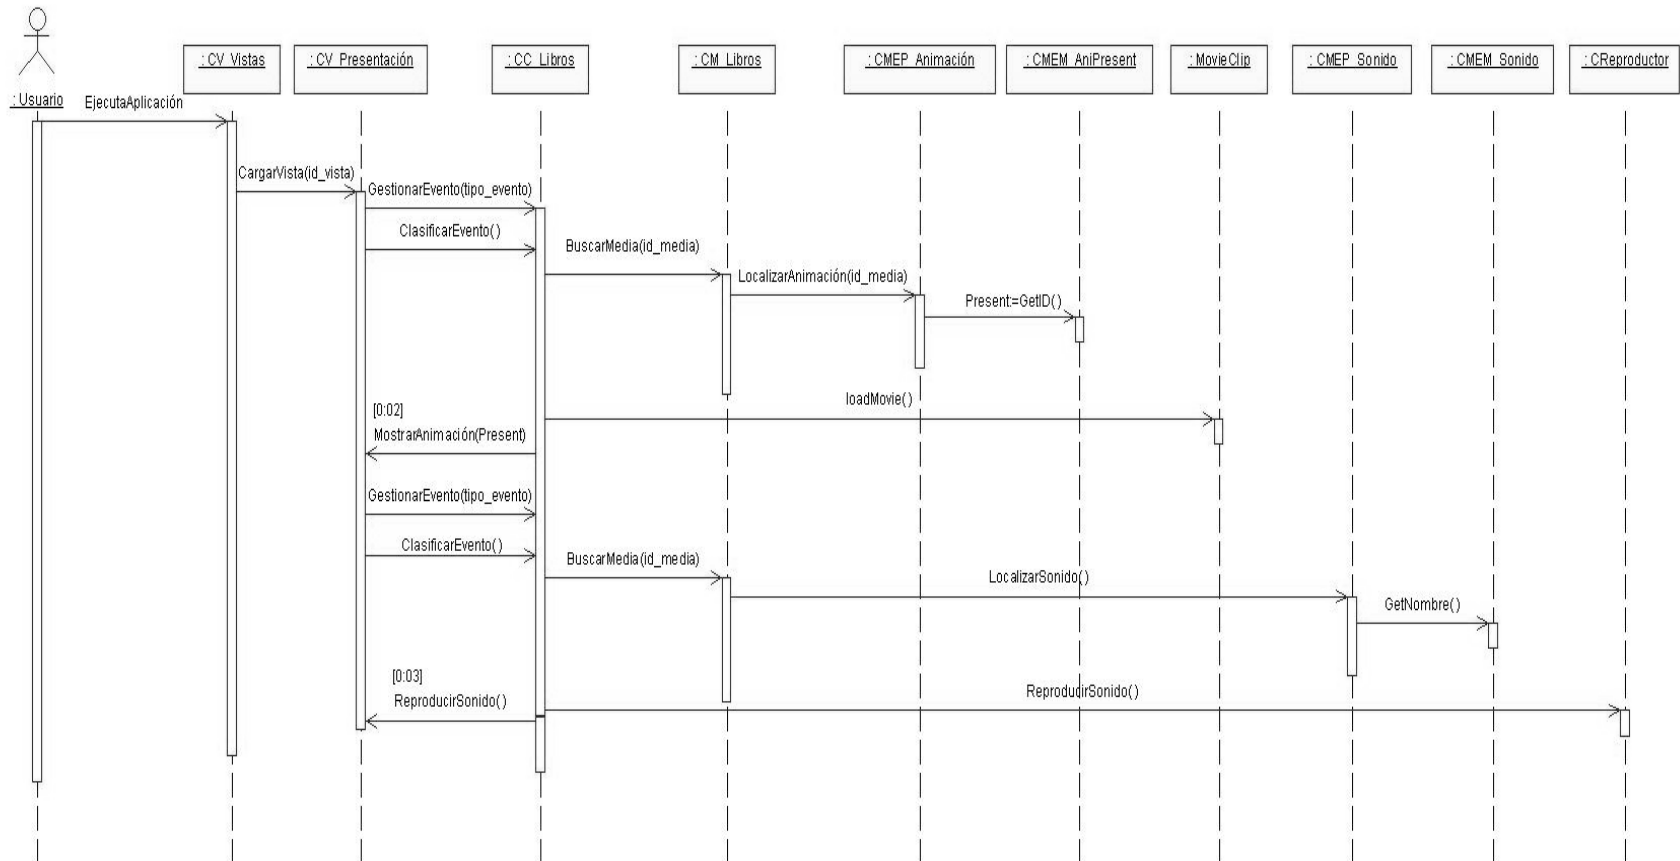 : CV_Vistas
: CV_Presentación
: CC_Libros
: CM_Libros
: CMEP_Animación
: CMEM_AniPresent
: MovieClip
: CMEP_Sonido
: CMEM_Sonido
: CReproductor
: Usuario
EjecutaAplicación
CargarVista(id_vista)
GestionarEvento(tipo_evento)
ClasificarEvento()
BuscarMedia(id_media)
LocalizarAnimación(id_media)
Present:=GetID()
loadMovie()
[0:02]
MostrarAnimación(Present)
GestionarEvento(tipo_evento)
ClasificarEvento()
BuscarMedia(id_media)
LocalizarSonido()
GetNombre()
[0:03]
ReproducirSonido()
ReproducirSonido()